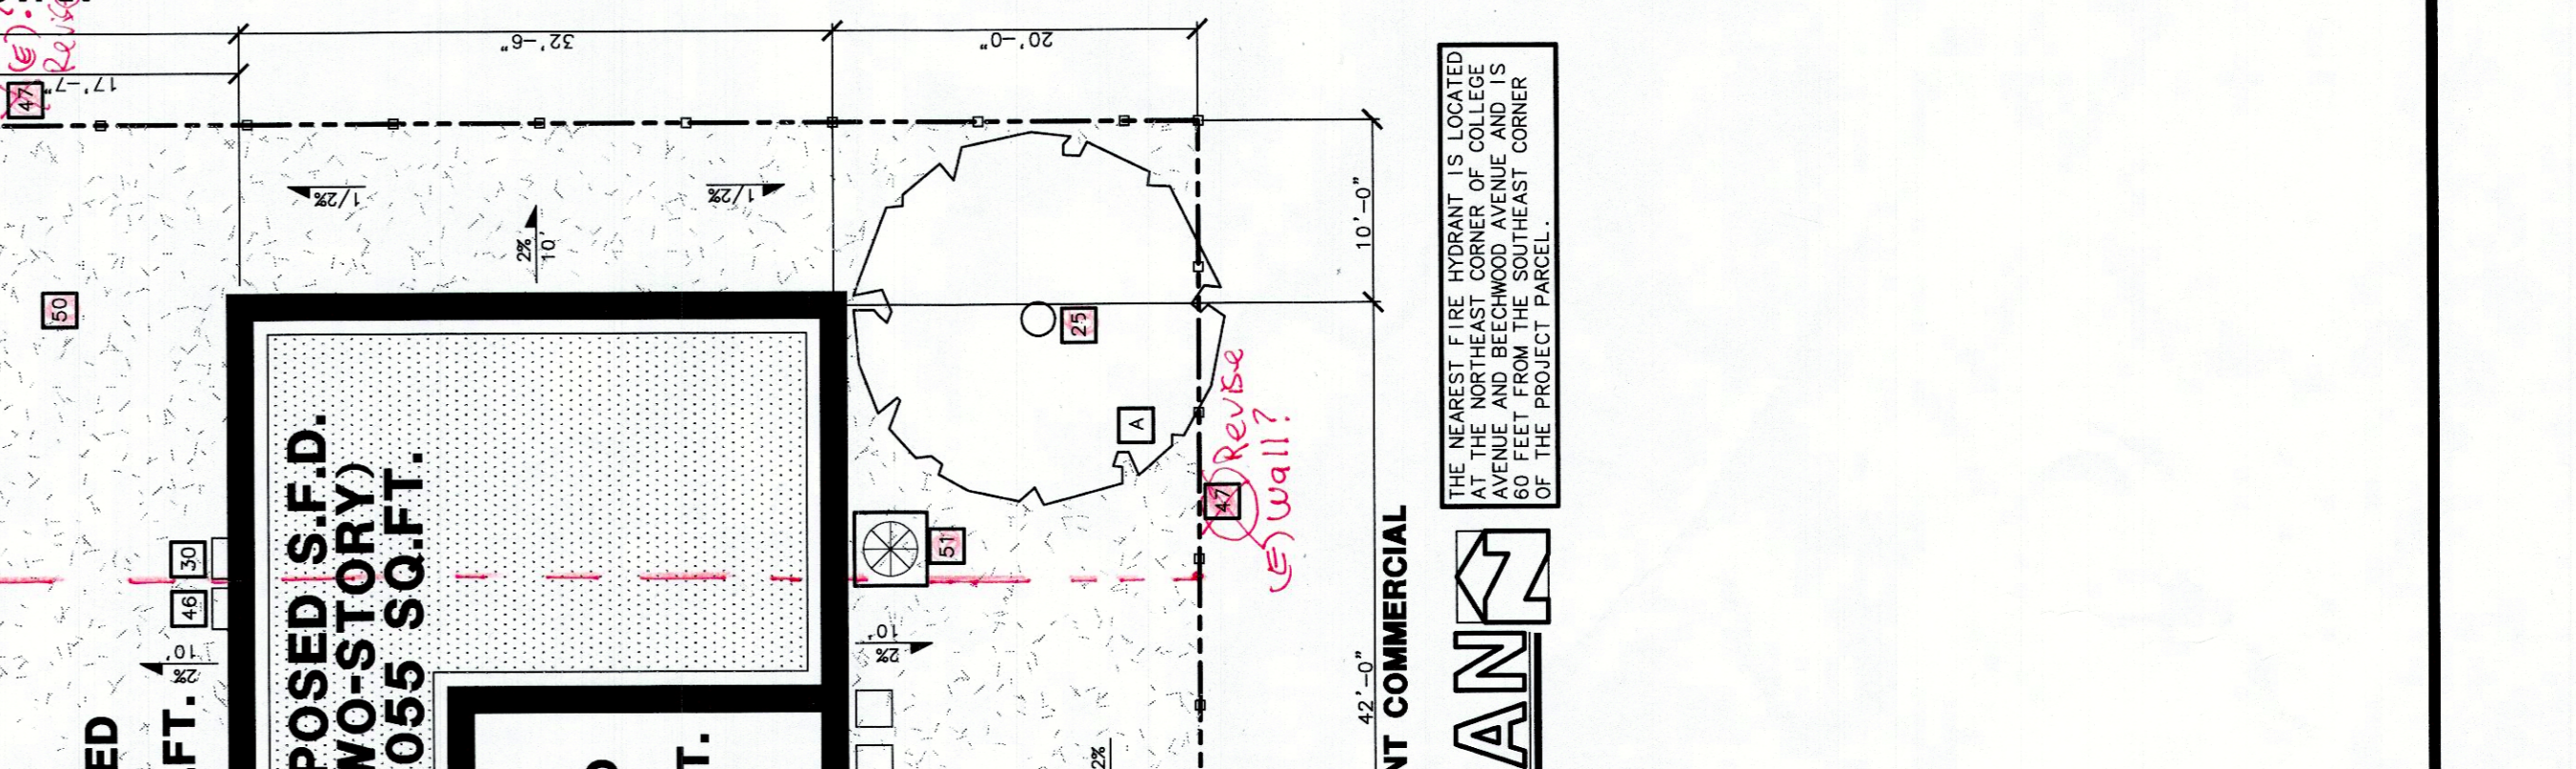 (E).
Revise
47
17'-7"
32'-6"
20'-0"
1/2%
1/2%
2%
10'
10'-0"
50
25
A
Revise
(E) Wall?
47
51
30
46
10'
2%
10'
2%
2%
42'-0"
POSED S.F.D.
WO-STORY)
055 SQ.FT.
ED
FT.
T.
NT COMMERCIAL
THE NEAREST FIRE HYDRANT IS LOCATED
AT THE NORTHEAST CORNER OF COLLEGE
AVENUE AND BEECHWOOD AVENUE AND IS
60 FEET FROM THE SOUTHEAST CORNER
OF THE PROJECT PARCEL.
AN